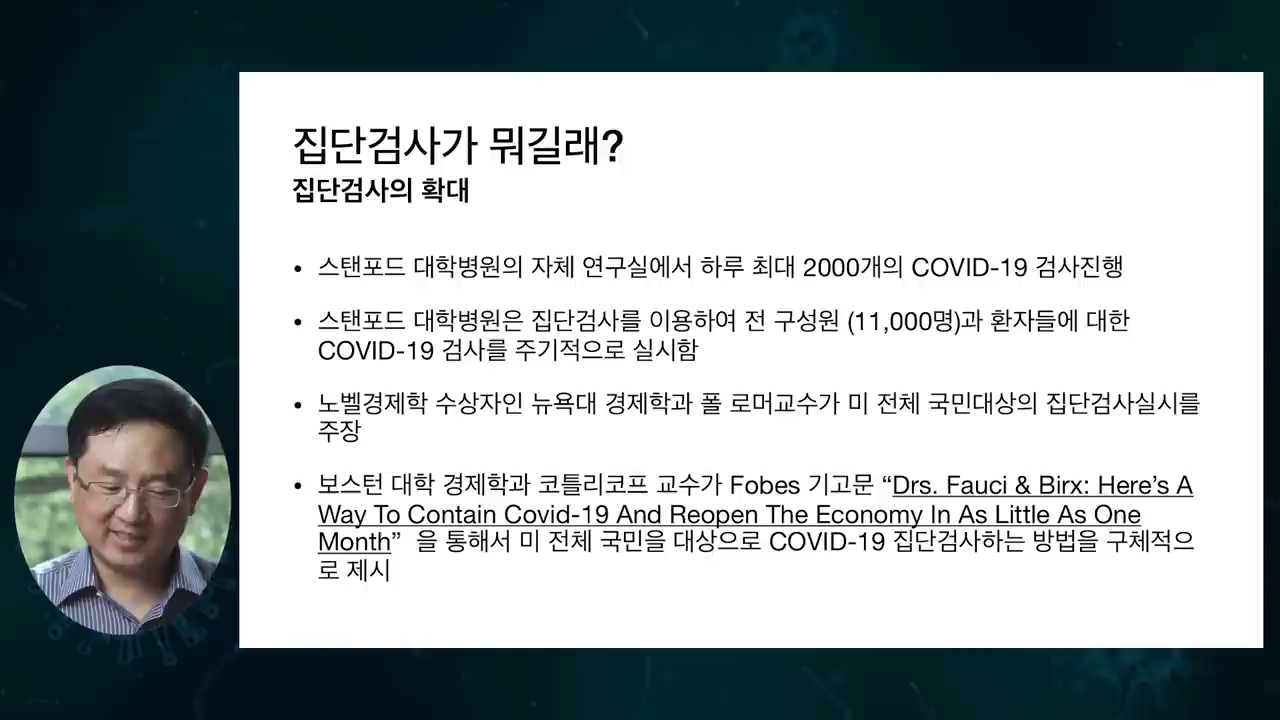 집단검사가 뭐길래?
집단검사의 확대
• 스탠포드 대학병원의 자체 연구실에서 하루 최대 2000개의 COVID-19 검사진행
• 스탠포드 대학병원은 집단검사를 이용하여 전 구성원 (11,000명)과 환자들에 대한
COVID-19 검사를 주기적으로 실시함
• 노벨경제학 수상자인 뉴욕대 경제학과 폴 로머교수가 미 전체 국민대상의 집단검사실시를
주장
• 보스턴 대학 경제학과 코틀리코프 교수가 Fobes 기고문 “Drs. Fauci & Birx: Here’s A
Way To Contain Covid-19 And Reopen The Economy In As Little As One
Month” 을 통해서 미 전체 국민을 대상으로 COVID-19 집단검사하는 방법을 구체적으
로 제시